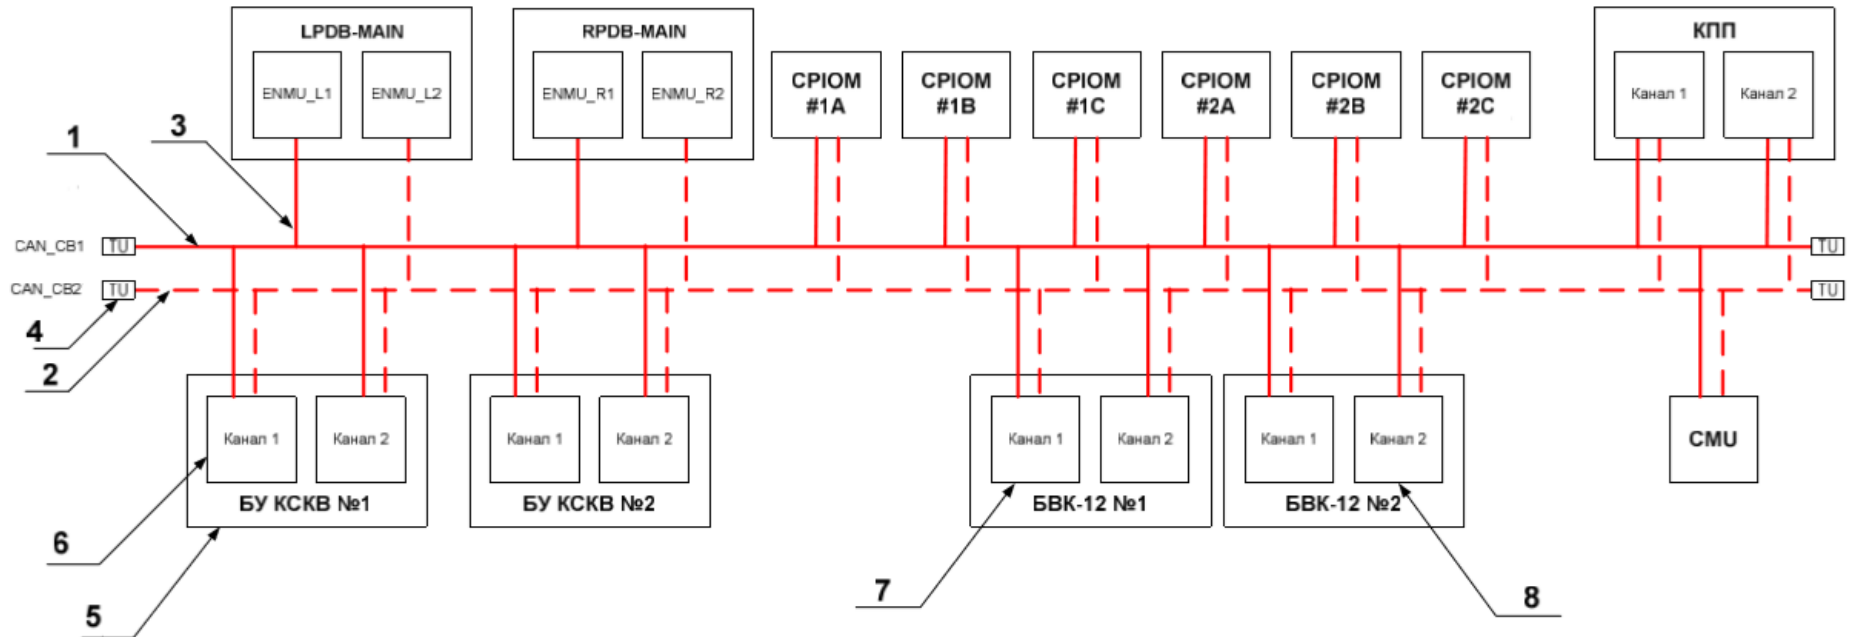 LPDB-MAIN
ENMU_L1
ENMU_L2
RPDB-MAIN
ENMU_R1
ENMU_R2
CPIOM
#1A
CPIOM
#1B
CPIOM
#1C
CPIOM
#2A
CPIOM
#2B
CPIOM
#2C
КПП
Канал 1
Канал 2
1
3
CAN_CB1
TU
TU
CAN_CB2
TU
TU
4
2
Канал 1
Канал 2
БУ КСКВ №1
Канал 1
Канал 2
БУ КСКВ №2
Канал 1
Канал 2
БВК-12 №1
Канал 1
Канал 2
БВК-12 №2
CMU
6
5
7
8